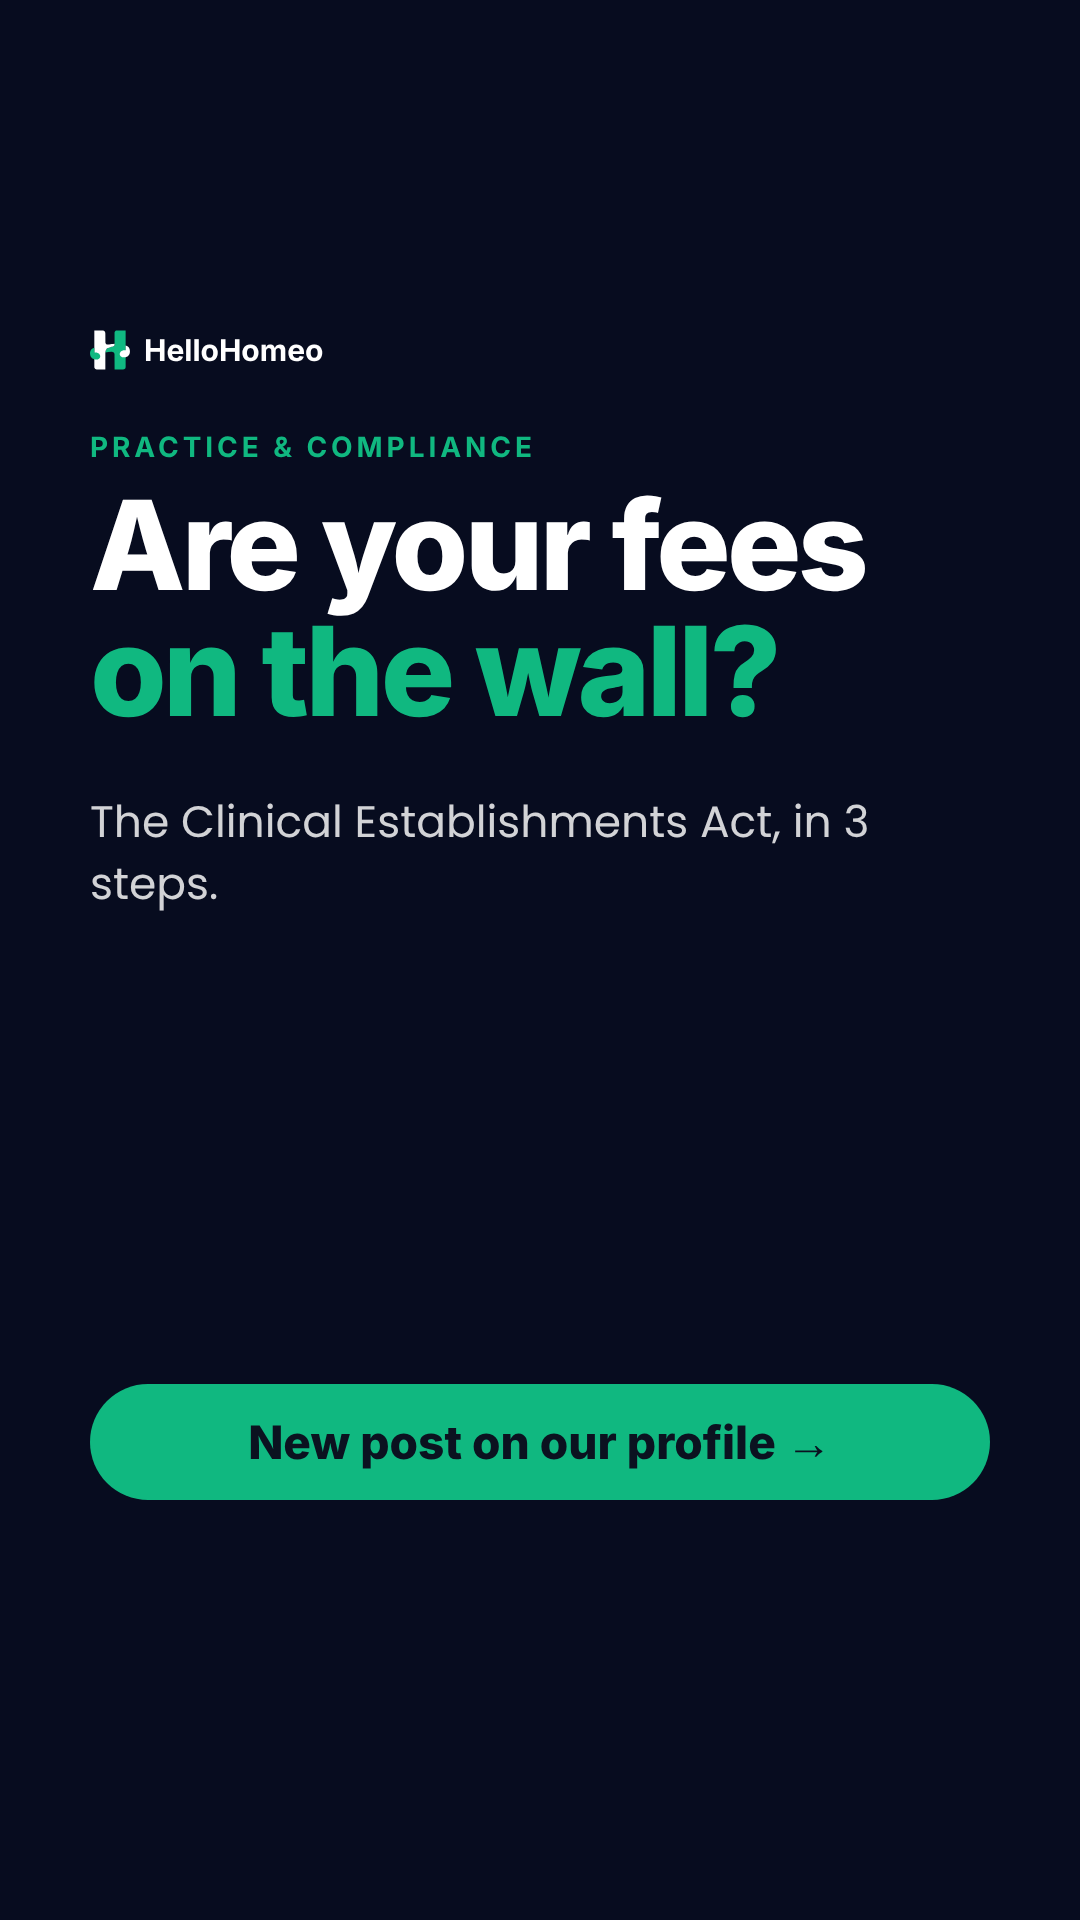 HelloHomeo
PRACTICE & COMPLIANCE
Are your fees
on the wall?
The Clinical Establishments Act, in 3
steps.
New post on our profile →